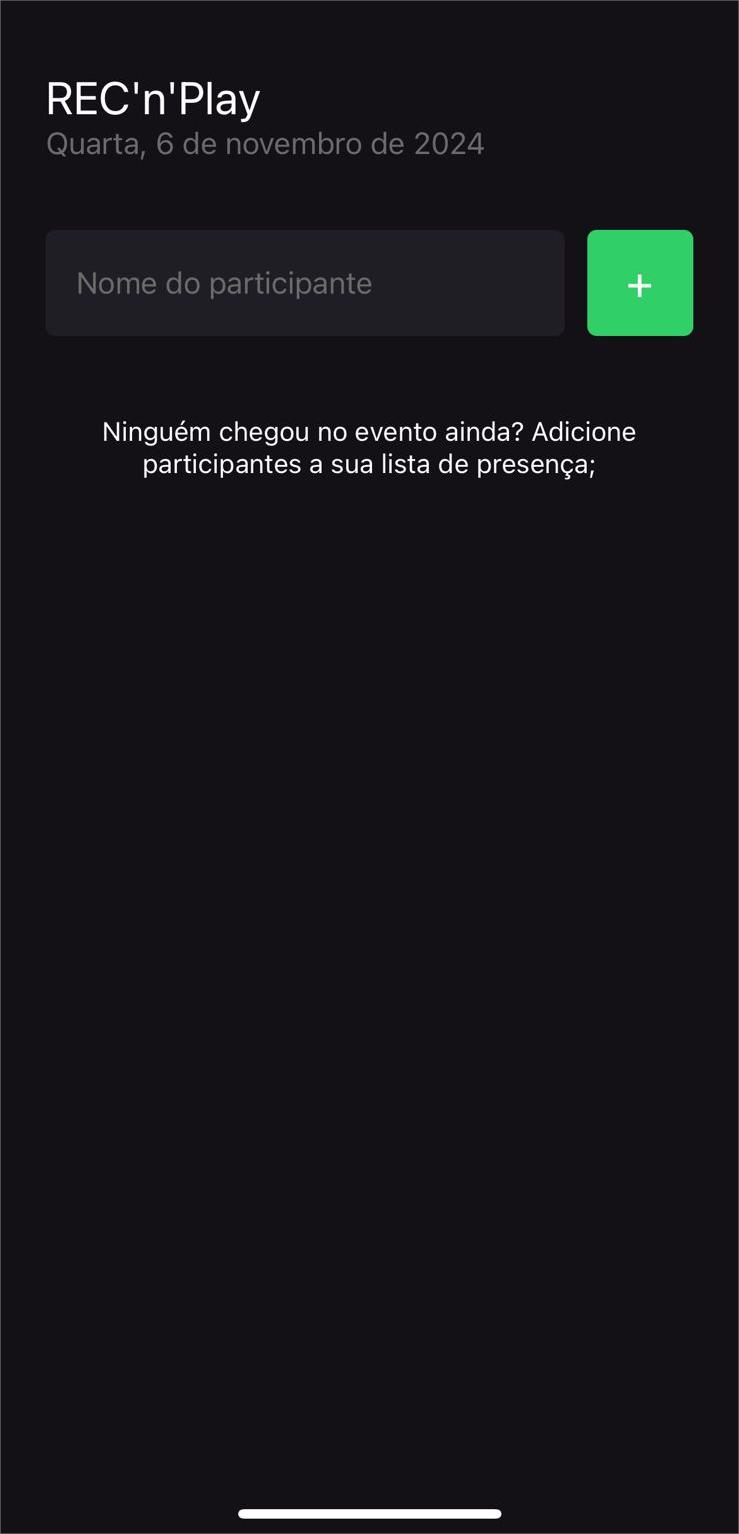 REC'n'Play
Quarta, 6 de novembro de 2024
Nome do participante
+
Ninguém chegou no evento ainda? Adicione
participantes a sua lista de presença;